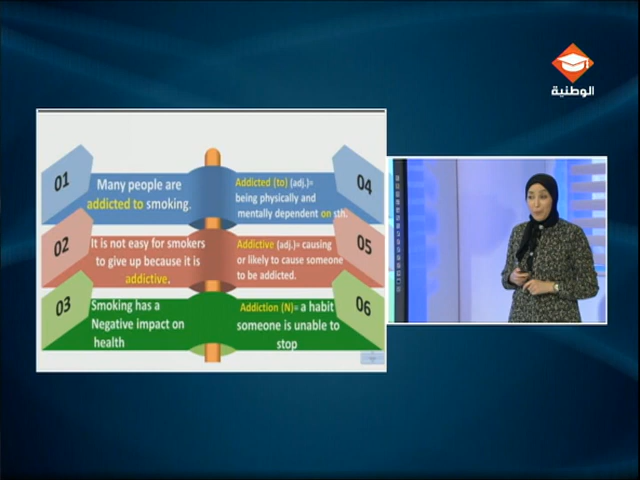 الوطنية
01
Many people are
addicted to smoking.
02
It is not easy for smokers
to give up because it is
addictive.
03
Smoking has a
Negative impact on
health
Addicted (to) (adj.)=
being physically and
mentally dependent on sth.
04
Addictive (adj.)= causing
or likely to cause someone
to be addicted.
05
Addiction (N)= a habit
someone is unable to
stop
06